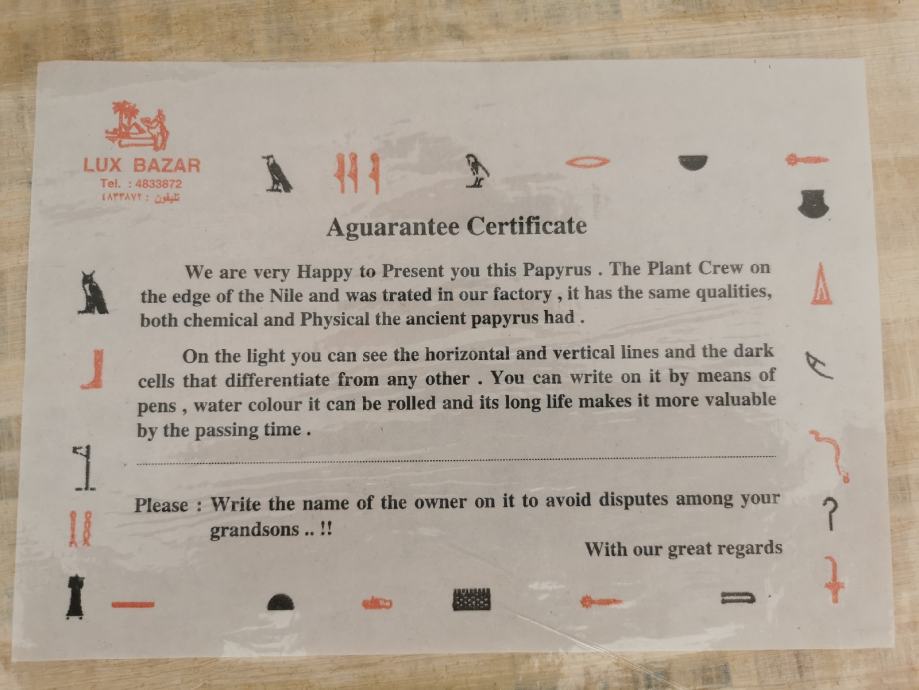 LUX BAZAR
Tel. : 4833872
تليفون : ٤٨٣٣٨٧٢
Aguarantee Certificate
We are very Happy to Present you this Papyrus . The Plant Crew on
the edge of the Nile and was trated in our factory , it has the same qualities,
both chemical and Physical the ancient papyrus had .
On the light you can see the horizontal and vertical lines and the dark
cells that differentiate from any other . You can write on it by means of
pens , water colour it can be rolled and its long life makes it more valuable
by the passing time .
Please : Write the name of the owner on it to avoid disputes among your
grandsons .. !!
With our great regards